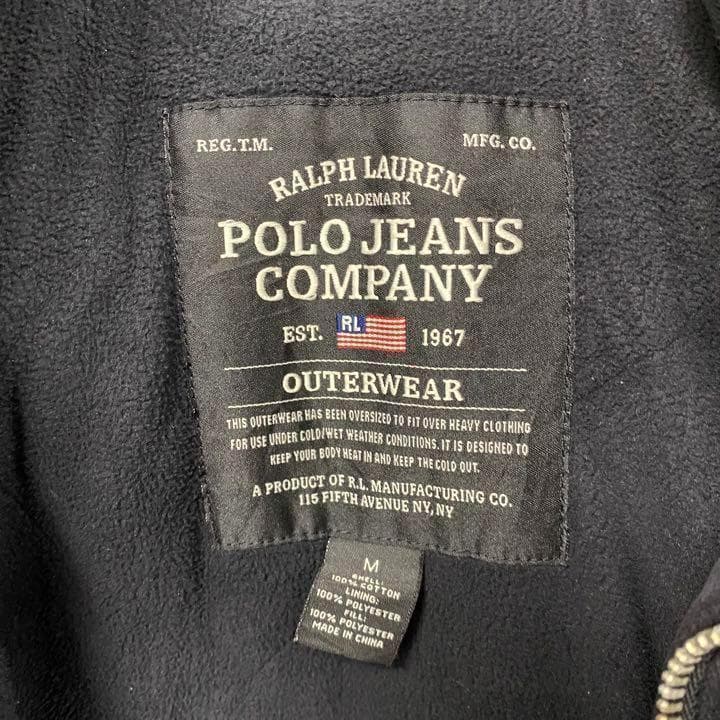 REG.T.M. MFG. CO.
RALPH LAUREN
TRADEMARK
POLO JEANS
COMPANY
EST. RL 1967
OUTERWEAR
THIS OUTERWEAR HAS BEEN OVERSIZED TO FIT OVER HEAVY CLOTHING
FOR USE UNDER COLD/WET WEATHER CONDITIONS. IT IS DESIGNED TO
KEEP YOUR BODY HEAT IN AND KEEP THE COLD OUT.
A PRODUCT OF R.L. MANUFACTURING CO.
115 FIFTH AVENUE NY, NY
M
SHELL:
100% COTTON
LINING:
100% POLYESTER
FILL:
100% POLYESTER
MADE IN CHINA